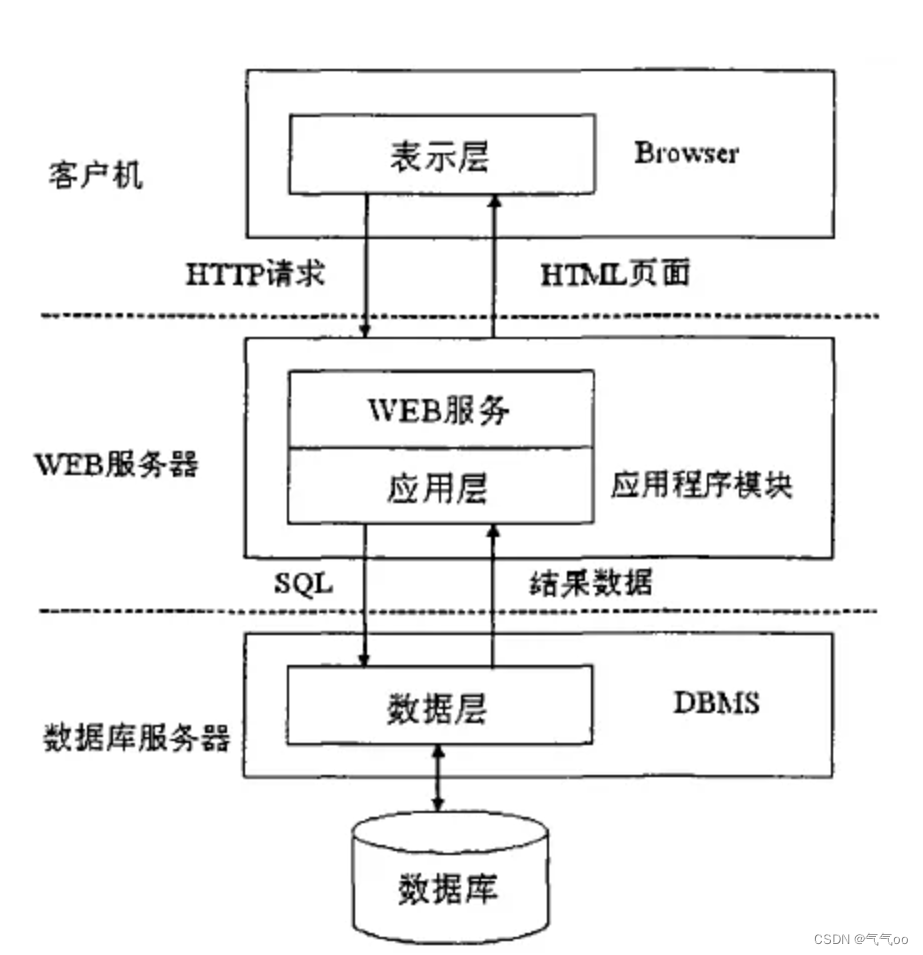 表示层
Browser
客户机
HTTP请求
HTML页面
WEB服务
WEB服务器
应用层
应用程序模块
SQL
结果数据
数据层
DBMS
数据库服务器
数据库
CSDN @气气oo